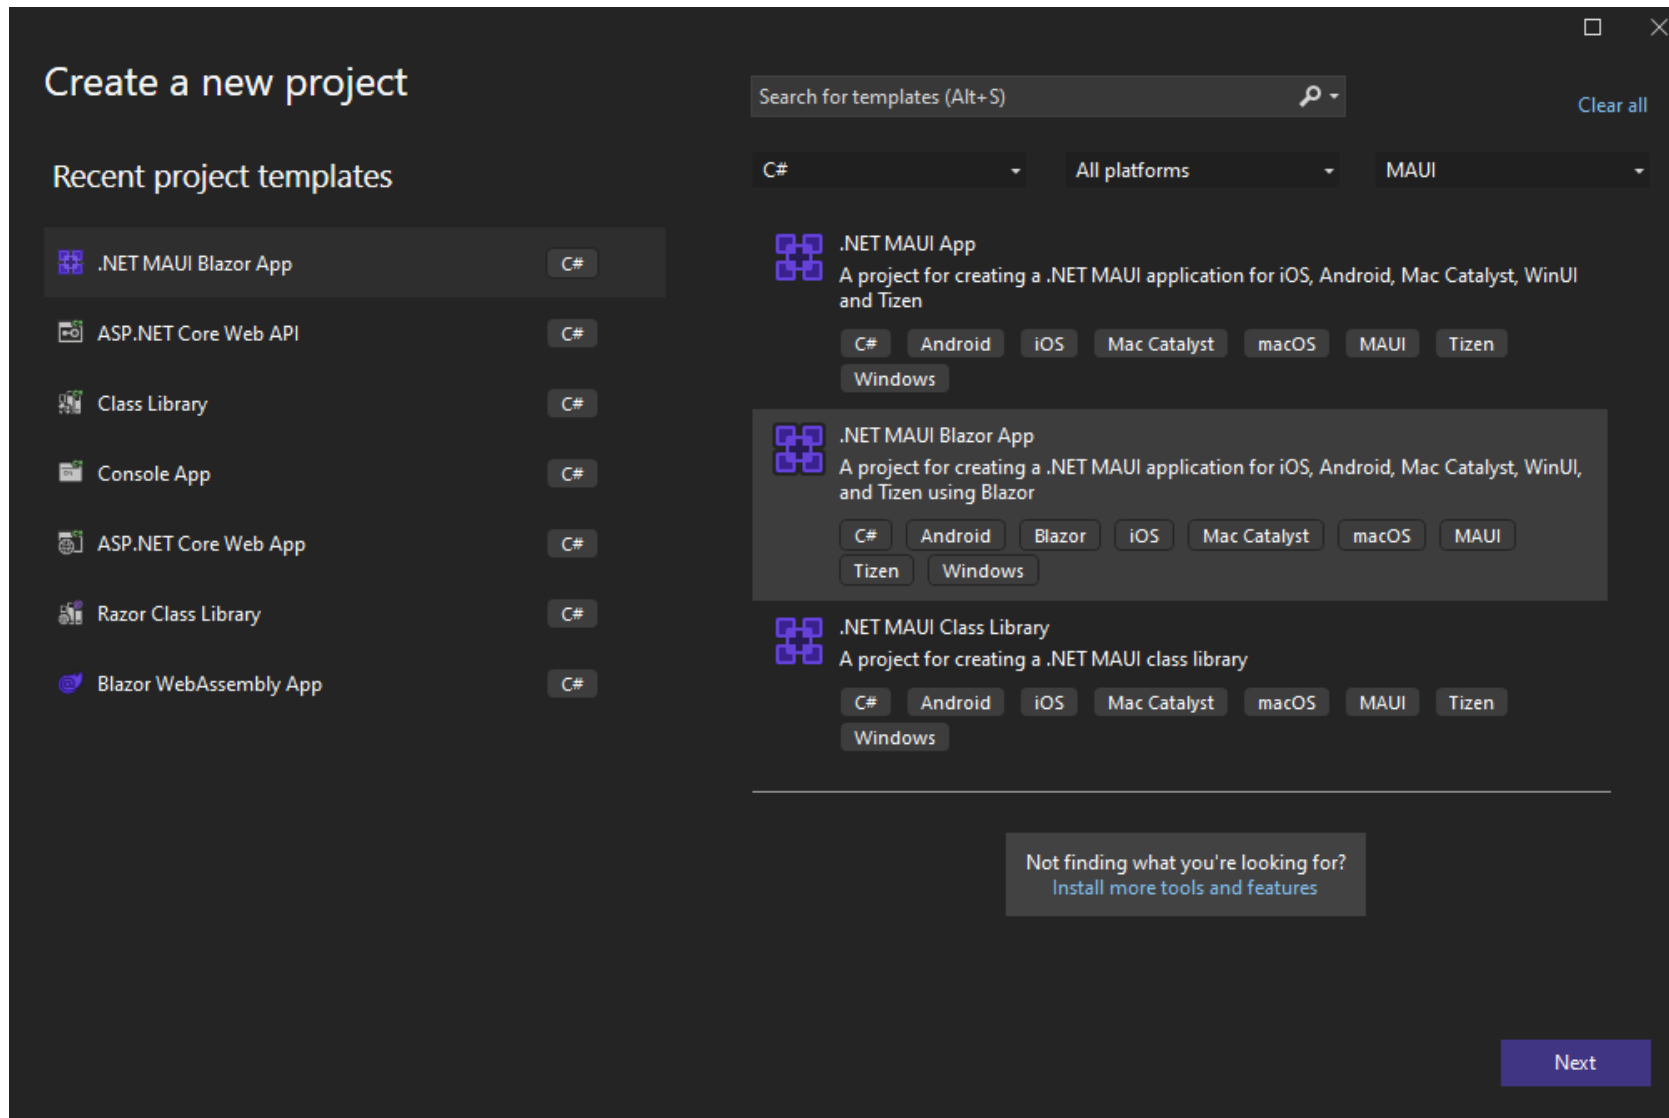 Create a new project
Search for templates (Alt+S)
Clear all
Recent project templates
C#
All platforms
MAUI
.NET MAUI Blazor App
C#
ASP.NET Core Web API
C#
Class Library
C#
Console App
C#
ASP.NET Core Web App
C#
Razor Class Library
C#
Blazor WebAssembly App
C#
.NET MAUI App
A project for creating a .NET MAUI application for iOS, Android, Mac Catalyst, WinUI
and Tizen
C# Android iOS Mac Catalyst macOS MAUI Tizen
Windows
.NET MAUI Blazor App
A project for creating a .NET MAUI application for iOS, Android, Mac Catalyst, WinUI,
and Tizen using Blazor
C# Android Blazor iOS Mac Catalyst macOS MAUI
Tizen Windows
.NET MAUI Class Library
A project for creating a .NET MAUI class library
C# Android iOS Mac Catalyst macOS MAUI Tizen
Windows
Not finding what you're looking for?
Install more tools and features
Next